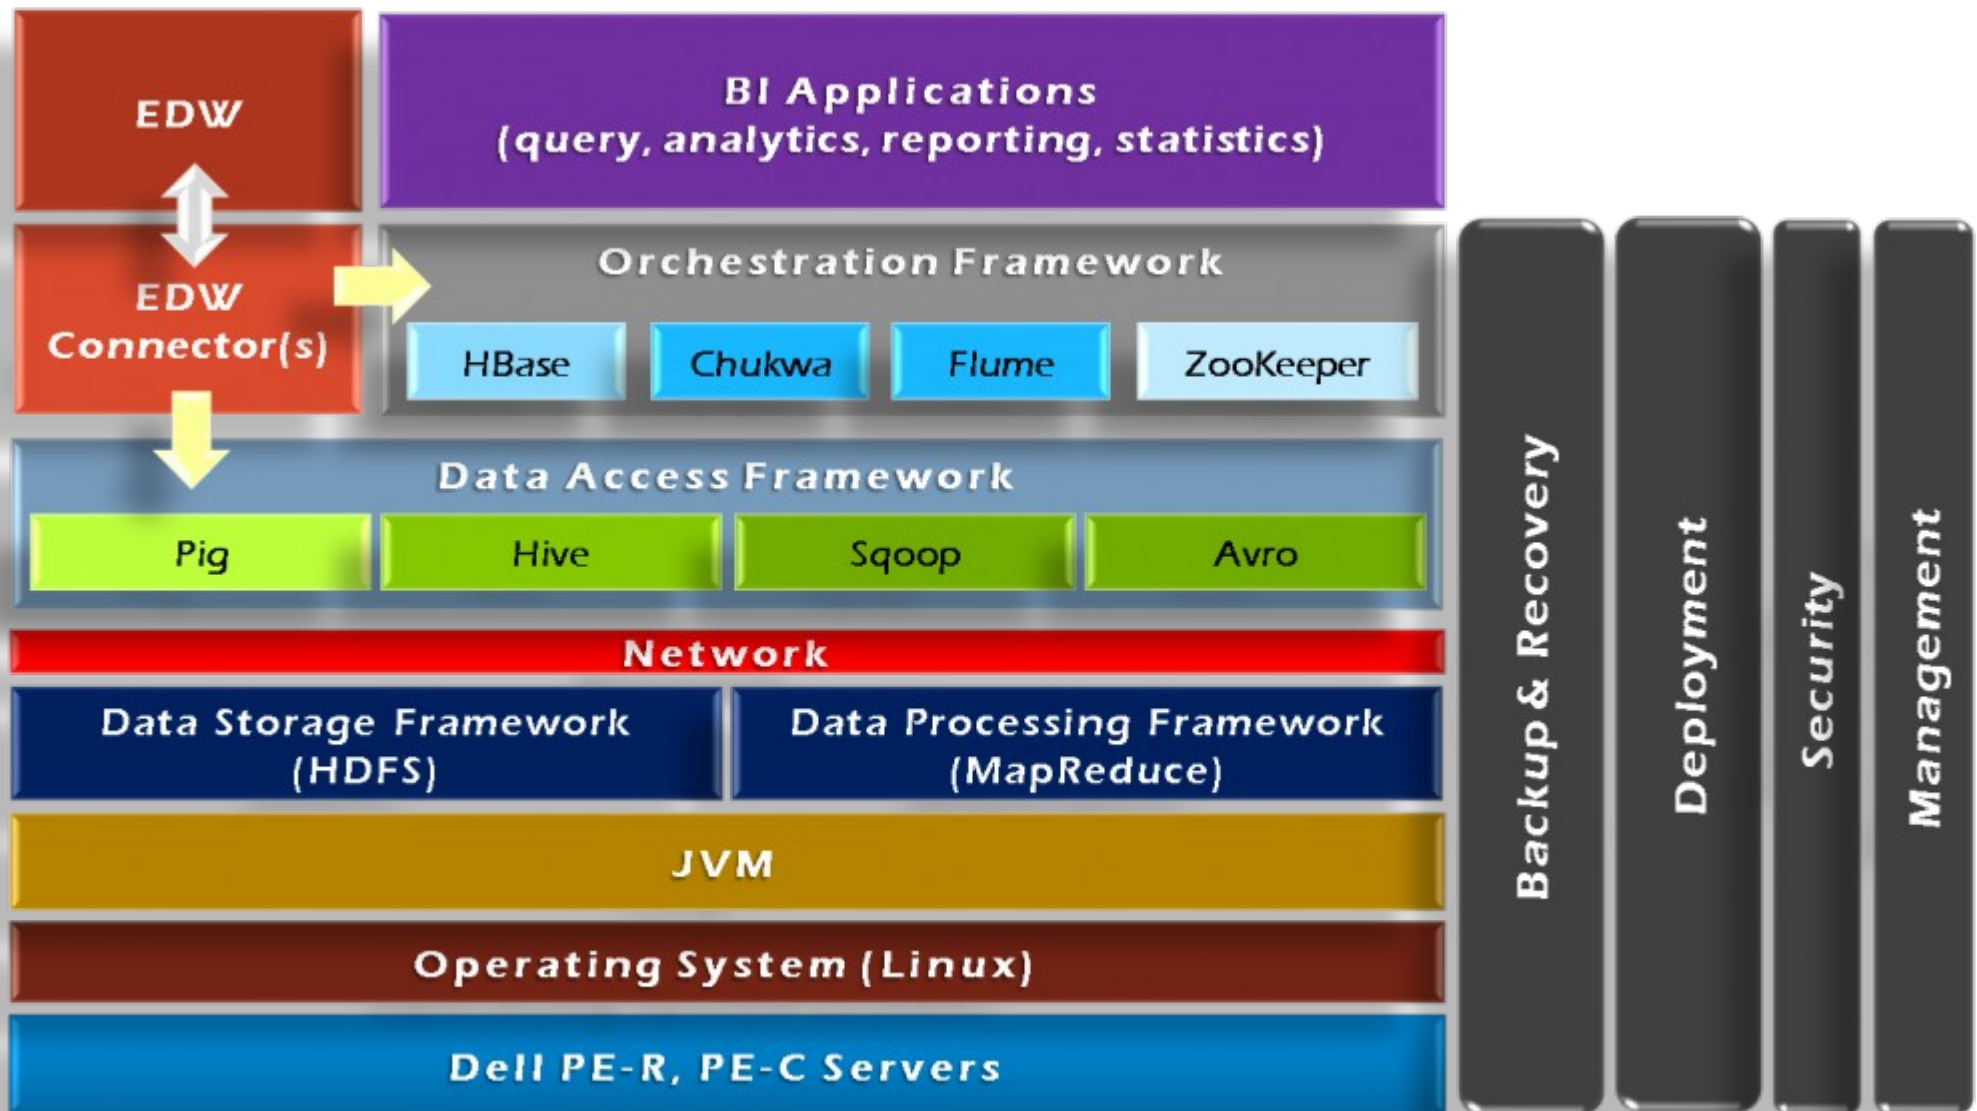 EDW
BI Applications
(query, analytics, reporting, statistics)
EDW
Connector(s)
Orchestration Framework
HBase
Chukwa
Flume
ZooKeeper
Data Access Framework
Pig
Hive
Sqoop
Avro
Network
Data Storage Framework
(HDFS)
Data Processing Framework
(MapReduce)
JVM
Operating System (Linux)
Dell PE-R, PE-C Servers
Backup & Recovery
Deployment
Security
Management